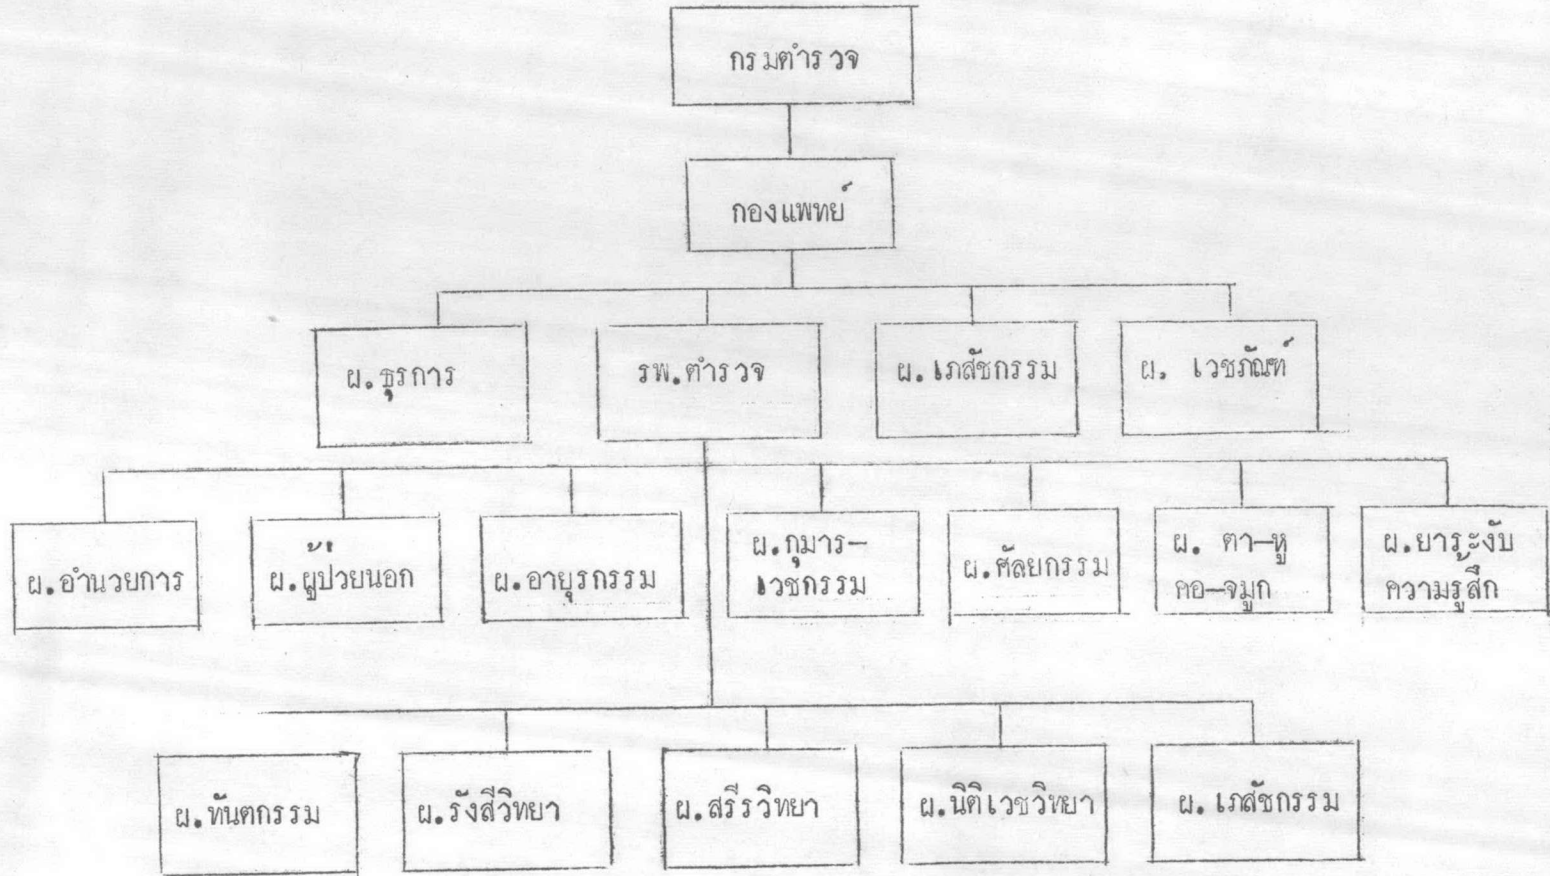 กรมตำรวจ
กองแพทย์
ผ.ธุรการ
รพ.ตำรวจ
ผ.เภสัชกรรม
ผ. เวชภัณฑ์
ผ.อำนวยการ
ผ.ผู้ป่วยนอก
ผ.อายุรกรรม
ผ.กุมาร-
เวชกรรม
ผ.ศัลยกรรม
ผ. ตา-หู
คอ-จมูก
ผ.ยาระงับ
ความรู้สึก
ผ.ทันตกรรม
ผ.รังสีวิทยา
ผ.สรีรวิทยา
ผ.นิติเวชวิทยา
ผ.เภสัชกรรม